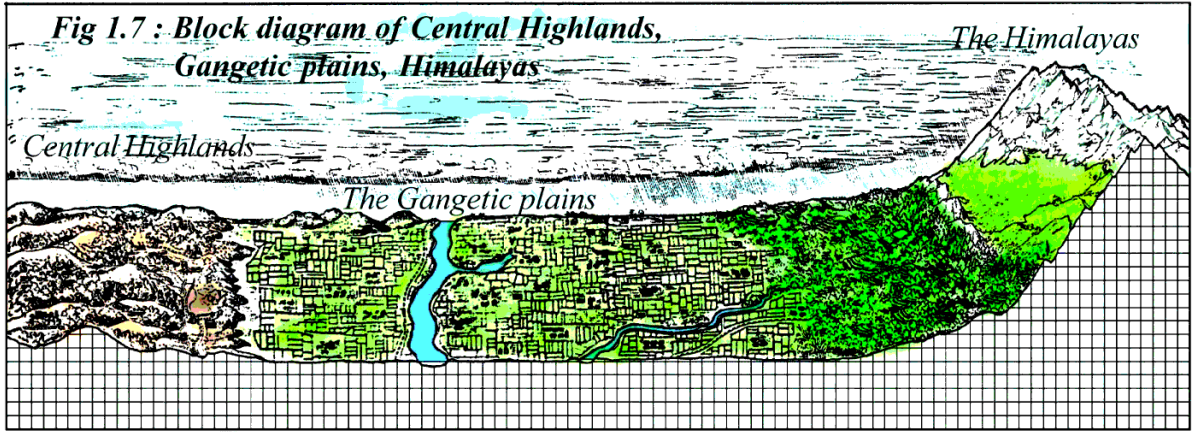 Fig 1.7 : Block diagram of Central Highlands,
Gangetic plains, Himalayas
The Himalayas
Central Highlands
The Gangetic plains